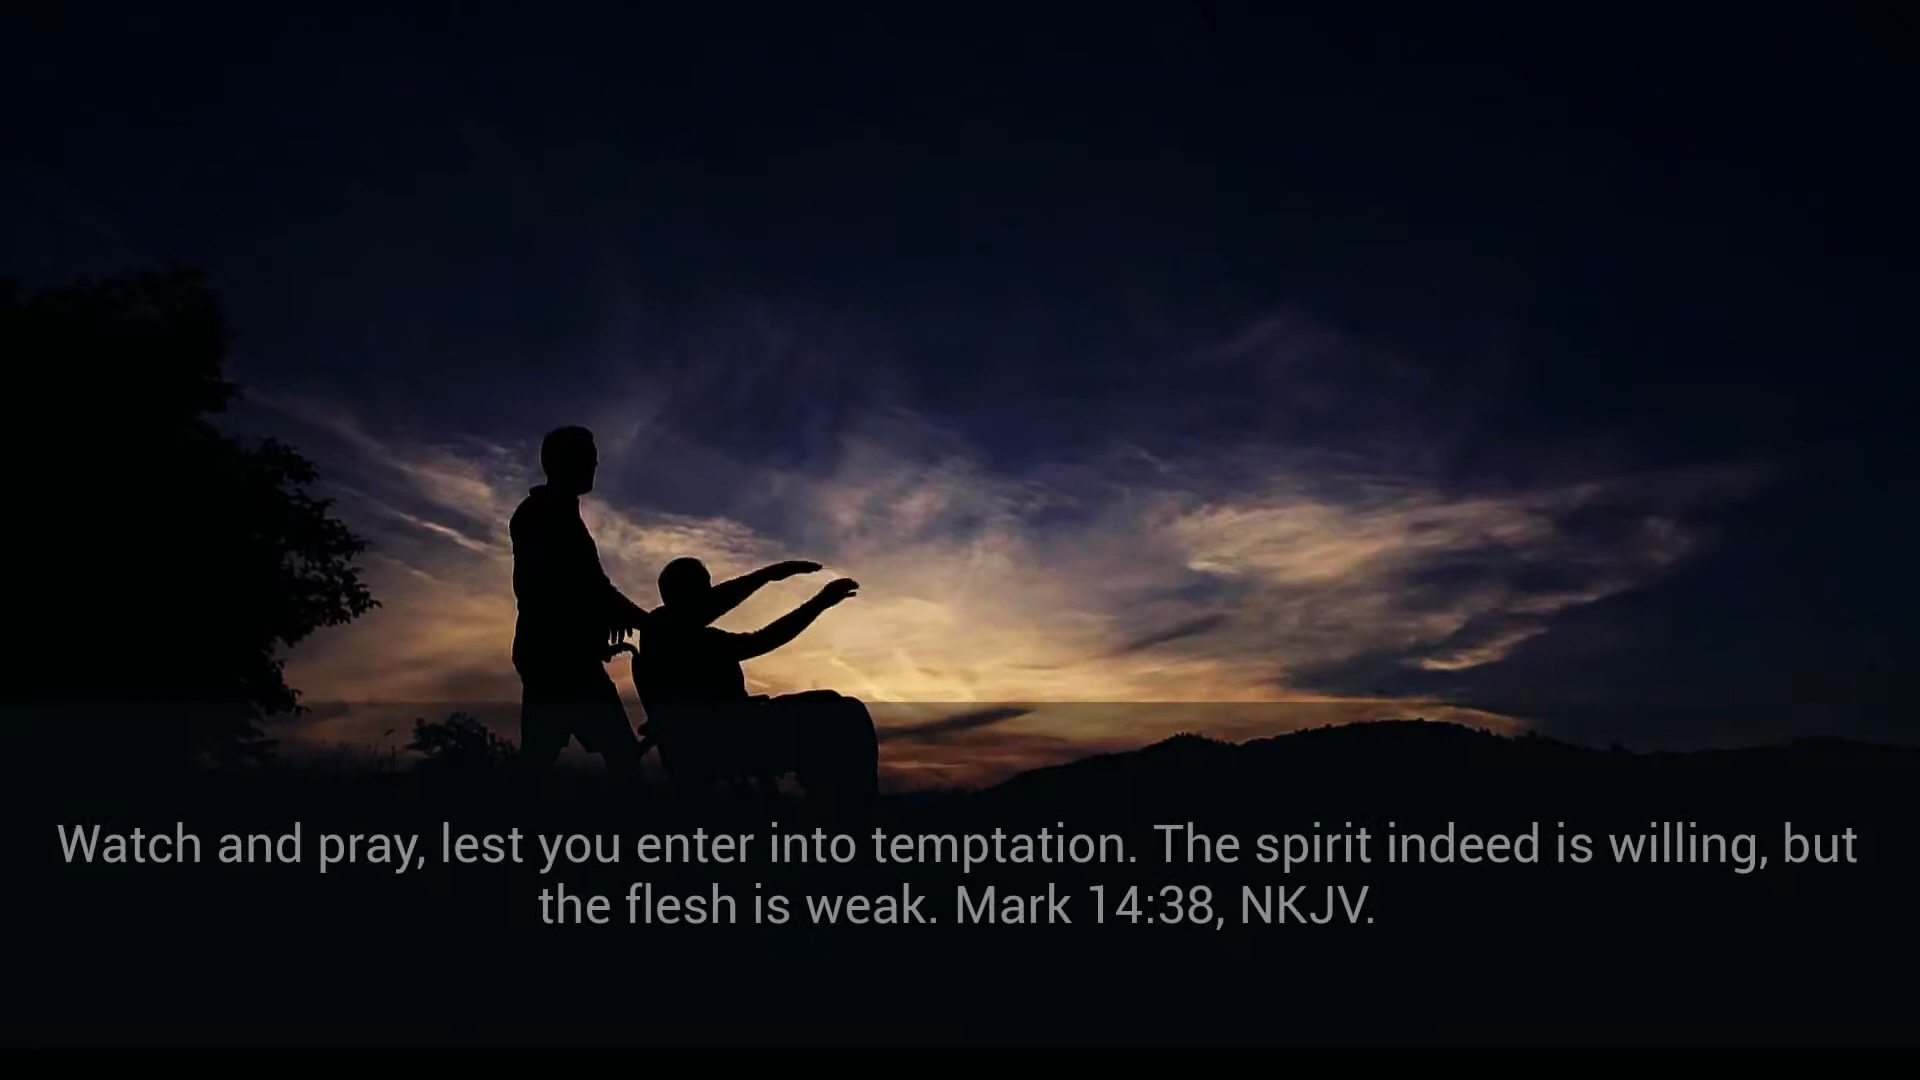 Watch and pray, lest you enter into temptation. The spirit indeed is willing, but
the flesh is weak. Mark 14:38, NKJV.